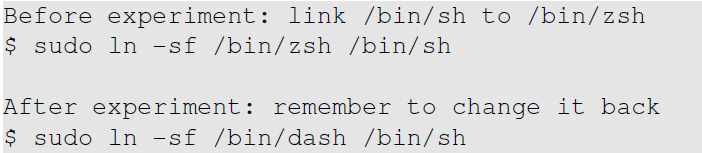 Before experiment: link /bin/sh to /bin/zsh
$ sudo ln -sf /bin/zsh /bin/sh
After experiment: remember to change it back
$ sudo ln -sf /bin/dash /bin/sh